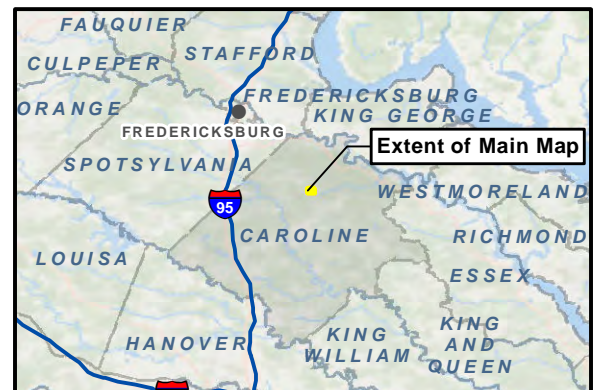 FAUQUIER
STAFFORD
CULPEPER
ORANGE
FREDERICKSBURG
KING GEORGE
FREDERICKSBURG
Extent of Main Map
SPOTSYLVANIA
WESTMORELAND
95
CAROLINE
RICHMOND
LOUISA
ESSEX
HANOVER
KING
WILLIAM
KING
AND
QUEEN